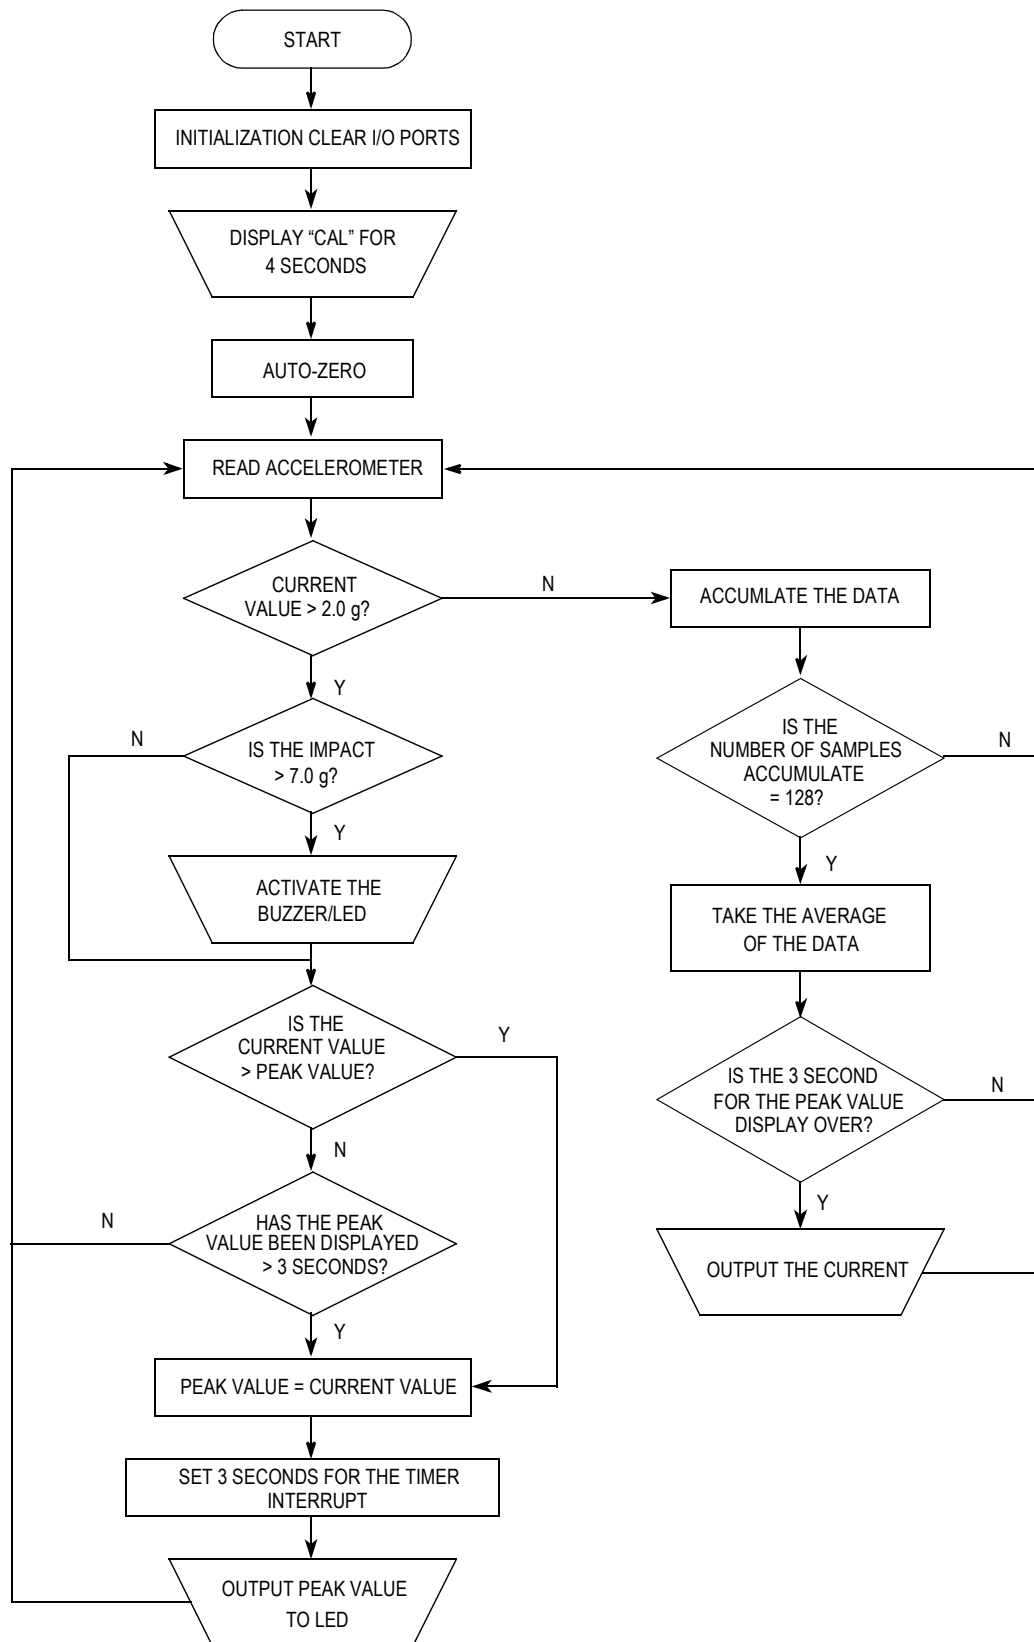 START
INITIALIZATION CLEAR I/O PORTS
DISPLAY “CAL” FOR
4 SECONDS
AUTO-ZERO
READ ACCELEROMETER
CURRENT
VALUE > 2.0 g?
N
Y
IS THE IMPACT
> 7.0 g?
N
Y
ACTIVATE THE
BUZZER/LED
IS THE
CURRENT VALUE
> PEAK VALUE?
Y
N
HAS THE PEAK
VALUE BEEN DISPLAYED
> 3 SECONDS?
N
Y
PEAK VALUE = CURRENT VALUE
SET 3 SECONDS FOR THE TIMER
INTERRUPT
OUTPUT PEAK VALUE
TO LED
ACCUMLATE THE DATA
IS THE
NUMBER OF SAMPLES
ACCUMULATE
= 128?
N
Y
TAKE THE AVERAGE
OF THE DATA
IS THE 3 SECOND
FOR THE PEAK VALUE
DISPLAY OVER?
N
Y
OUTPUT THE CURRENT